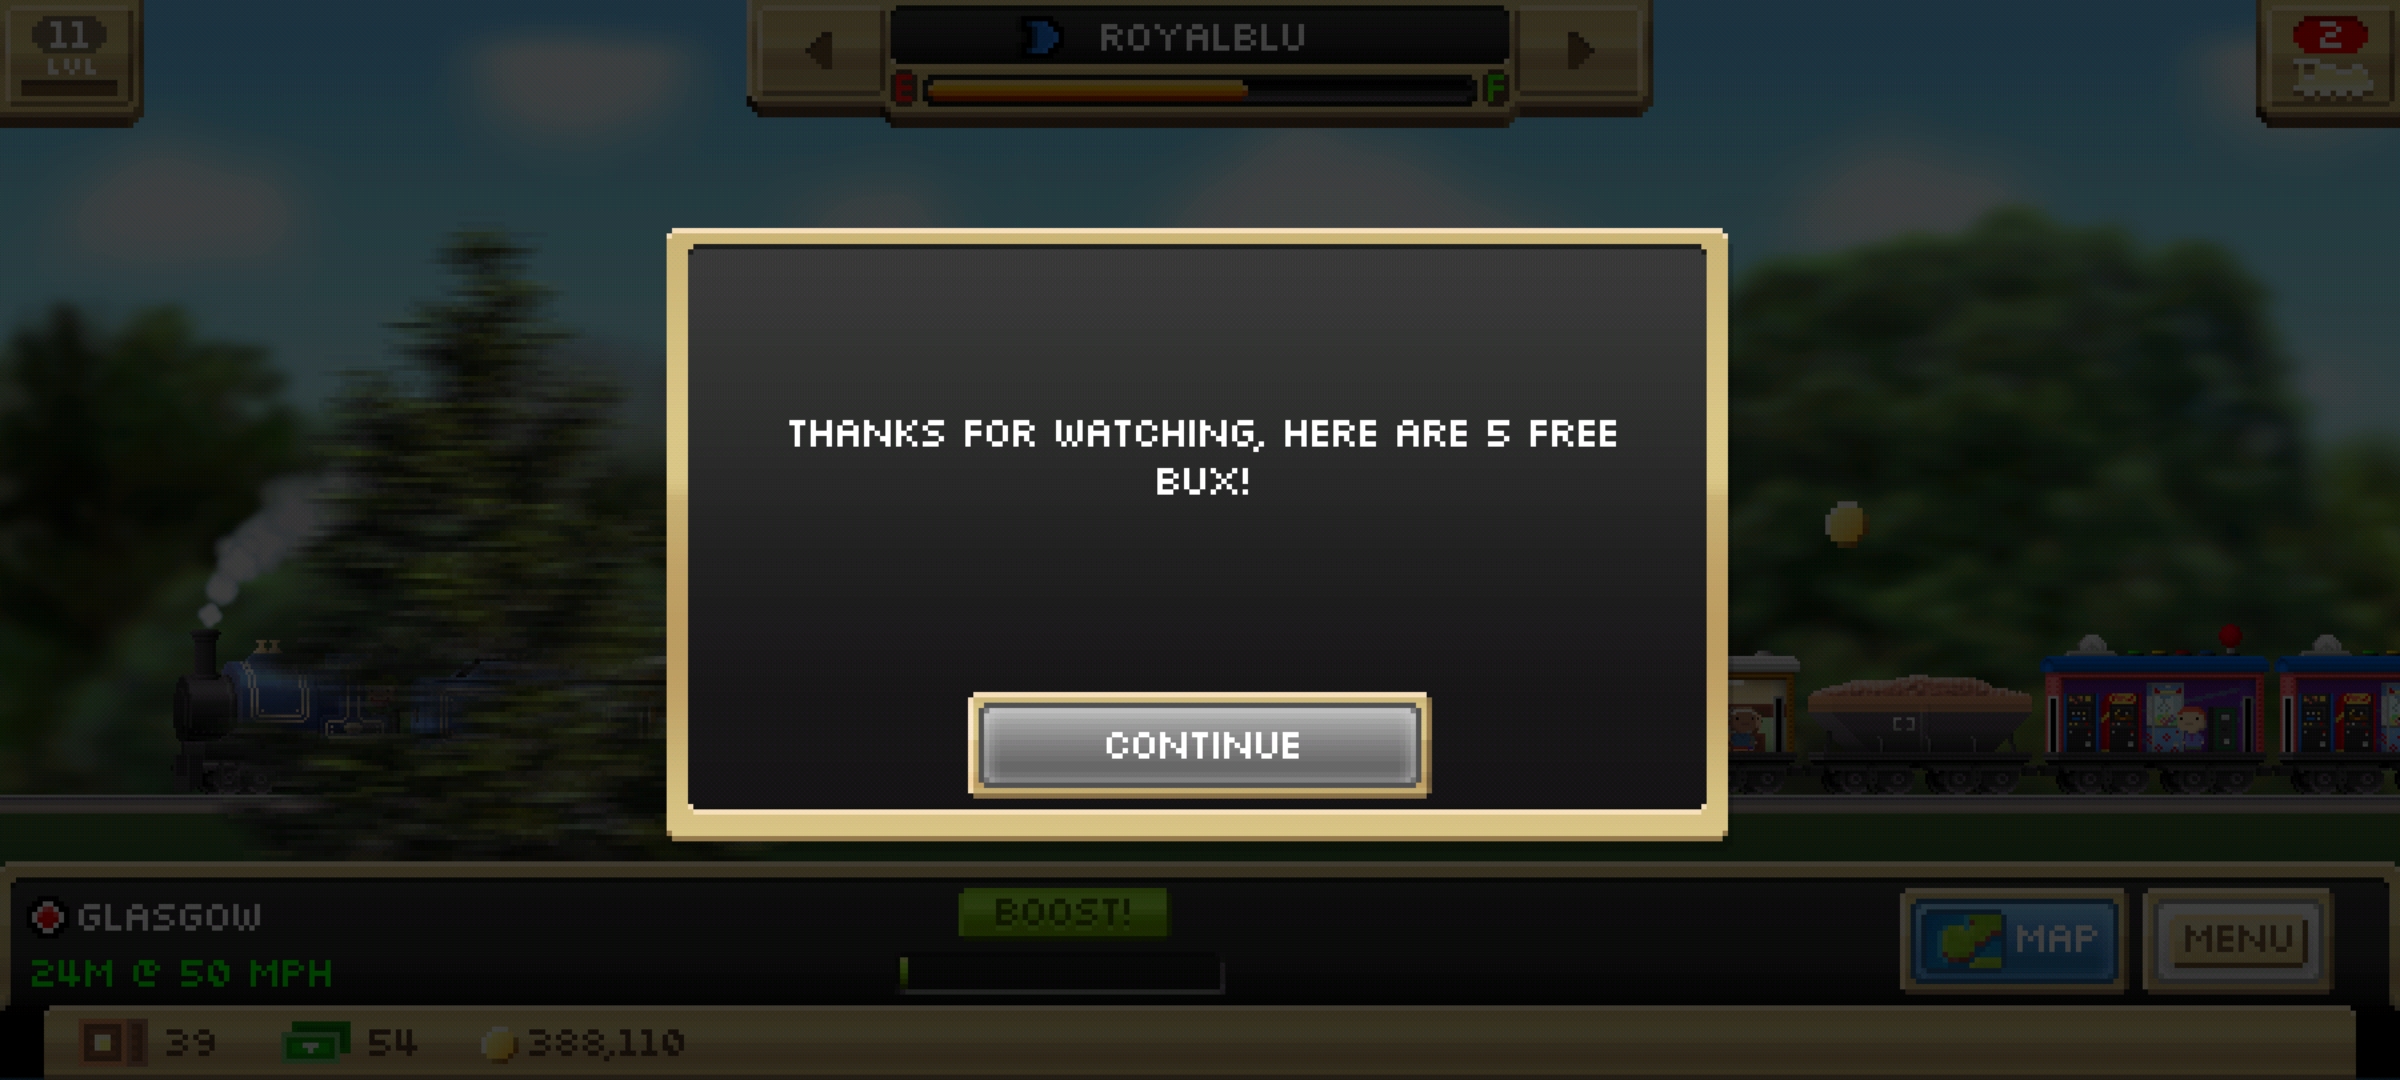 11
LVL
ROYALBLU
E
F
2
THANKS FOR WATCHING, HERE ARE 5 FREE
BUX!
CONTINUE
GLASGOW
24M @ 50 MPH
BOOST!
MAP
MENU
39
54
388,110